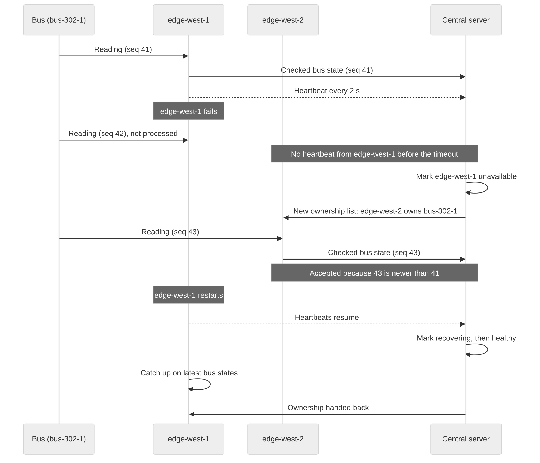 Bus (bus-302-1)
edge-west-1
edge-west-2
Central server
Reading (seq 41)
Checked bus state (seq 41)
Heartbeat every 2 s
edge-west-1 fails
Reading (seq 42), not processed
No heartbeat from edge-west-1 before the timeout
Mark edge-west-1 unavailable
New ownership list: edge-west-2 owns bus-302-1
Reading (seq 43)
Checked bus state (seq 43)
Accepted because 43 is newer than 41
edge-west-1 restarts
Heartbeats resume
Mark recovering, then healthy
Catch up on latest bus states
Ownership handed back
Bus (bus-302-1)
edge-west-1
edge-west-2
Central server